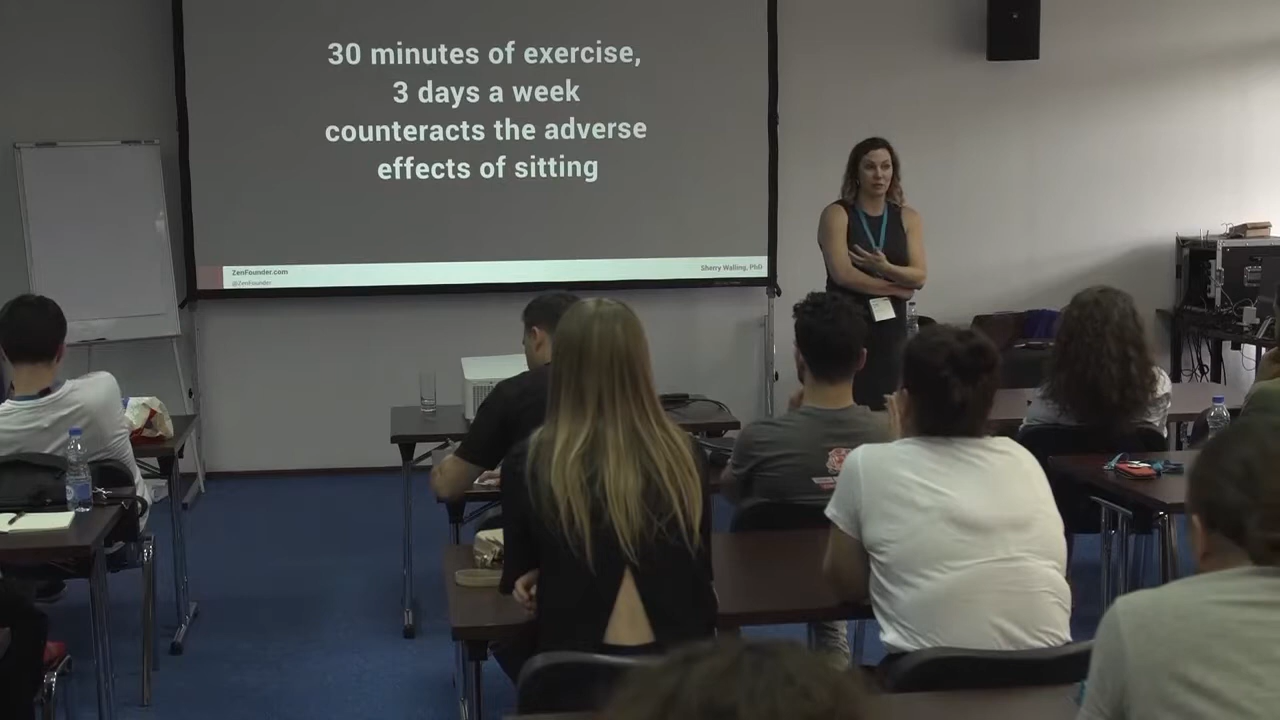 30 minutes of exercise,
3 days a week
counteracts the adverse
effects of sitting
ZenFounder.com
Sherry Walling, PhD
@ZenFounder